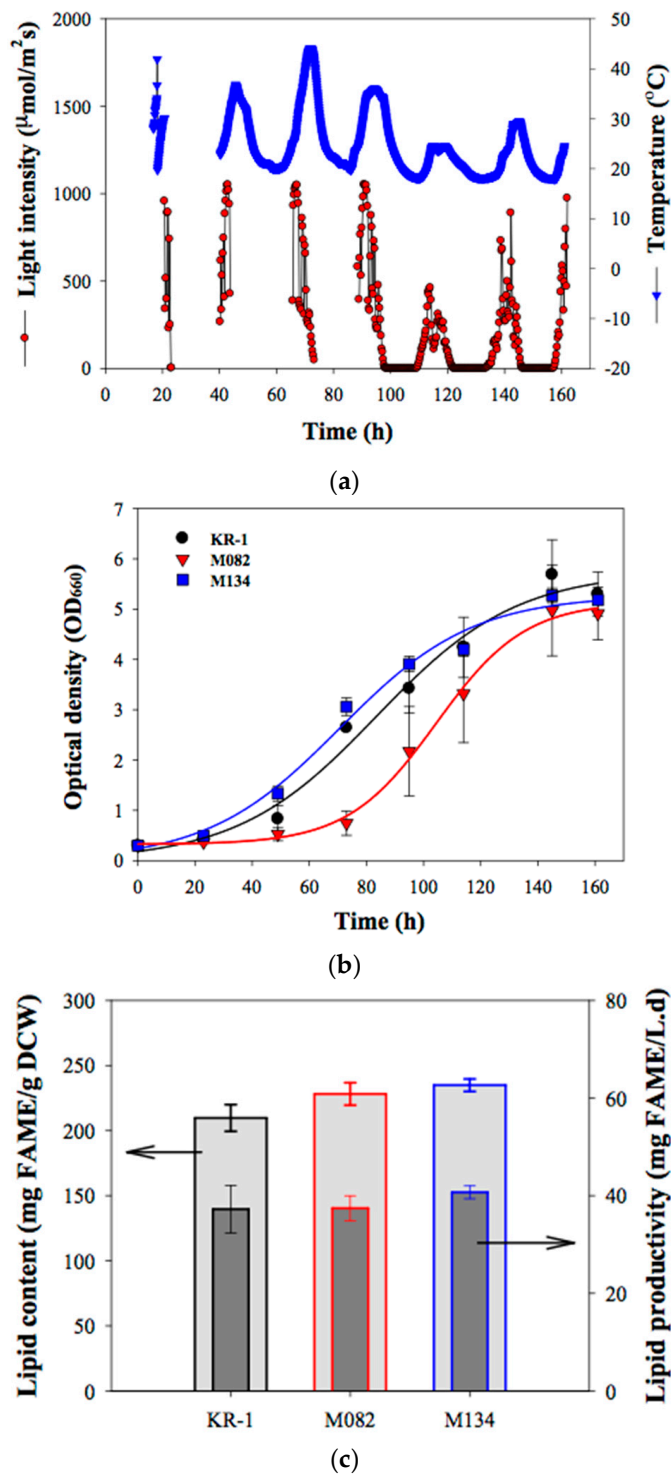 Light intensity (μmol/m²s)
2000
1500
1000
500
0
50
40
30
20
10
0
-10
-20
Temperature (°C)
0 20 40 60 80 100 120 140 160
Time (h)
(a)
Optical density (OD₆₆₀)
7
6
5
4
3
2
1
0
KR-1
M082
M134
0 20 40 60 80 100 120 140 160
Time (h)
(b)
Lipid content (mg FAME/g DCW)
300
250
200
150
100
50
0
80
60
40
20
0
Lipid productivity (mg FAME/L.d)
KR-1 M082 M134
(c)